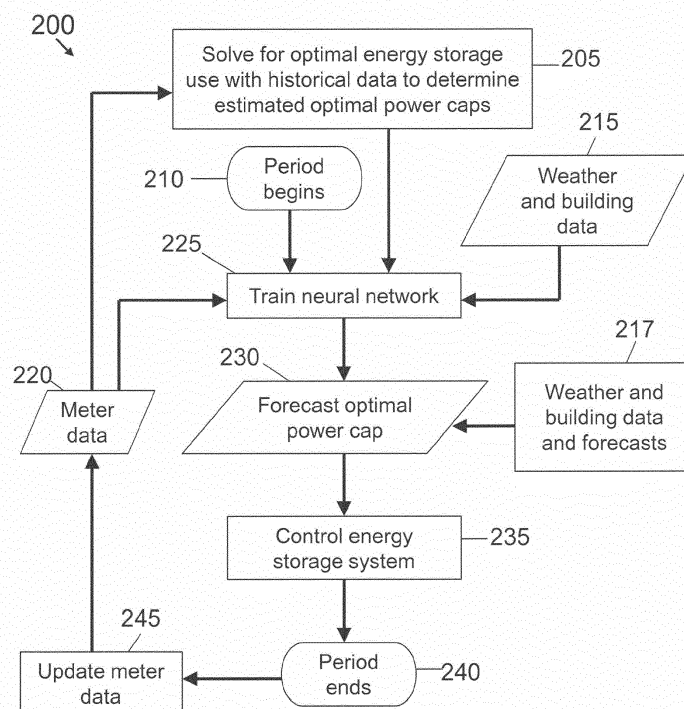 200
Solve for optimal energy storage
use with historical data to determine
estimated optimal power caps
205
210
Period
begins
215
Weather
and building
data
225
Train neural network
220
Meter
data
230
Forecast optimal
power cap
217
Weather and
building data
and forecasts
Control energy
storage system
235
245
Update meter
data
Period
ends
240